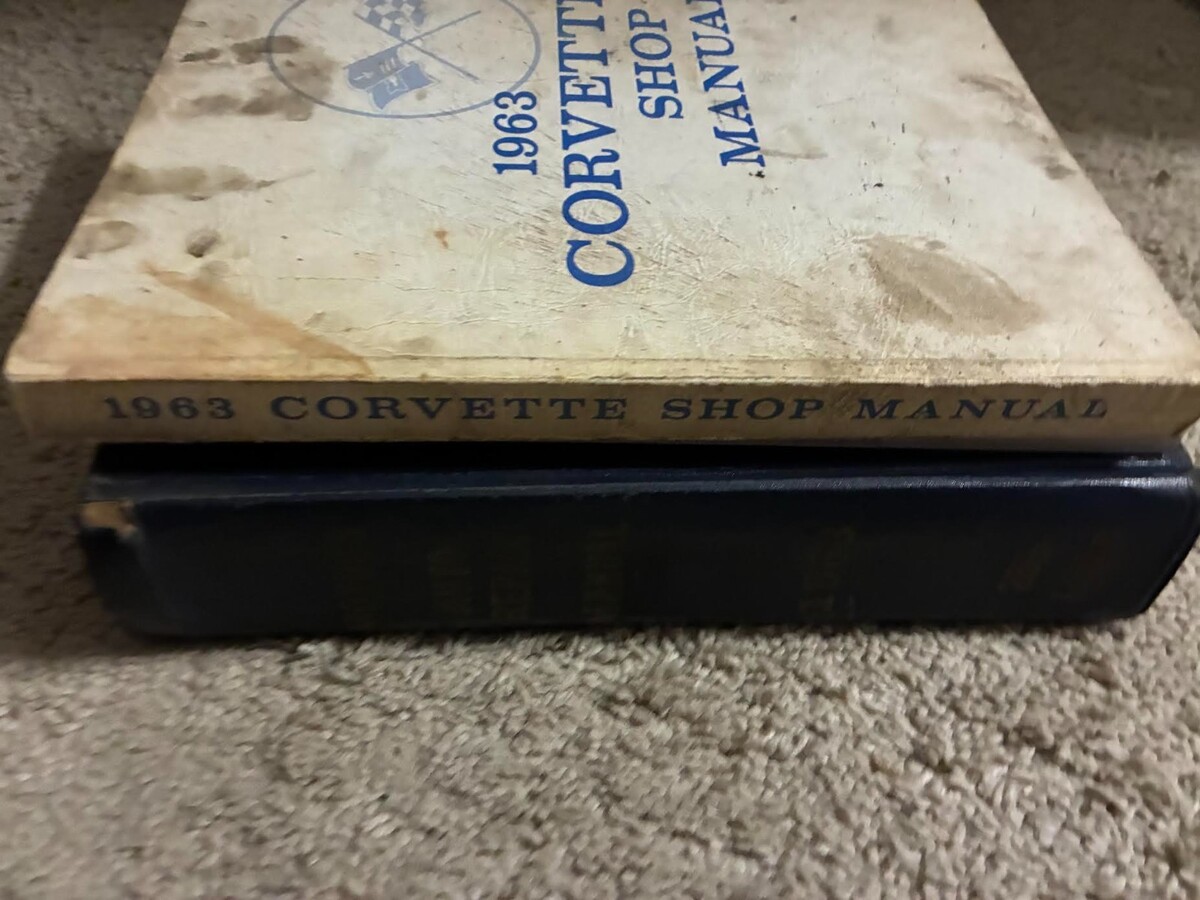 1963
CORVETTE
SHOP
MANUAL
1963 CORVETTE SHOP MANUAL